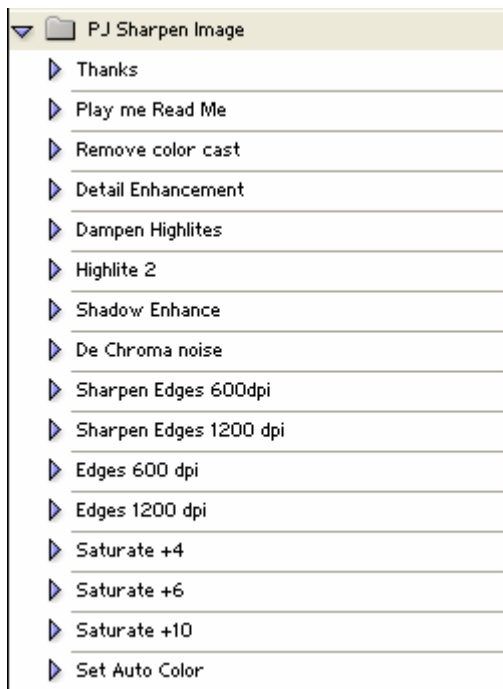 PJ Sharpen Image
Thanks
Play me Read Me
Remove color cast
Detail Enhancement
Dampen Highlites
Highlite 2
Shadow Enhance
De Chroma noise
Sharpen Edges 600dpi
Sharpen Edges 1200 dpi
Edges 600 dpi
Edges 1200 dpi
Saturate +4
Saturate +6
Saturate +10
Set Auto Color